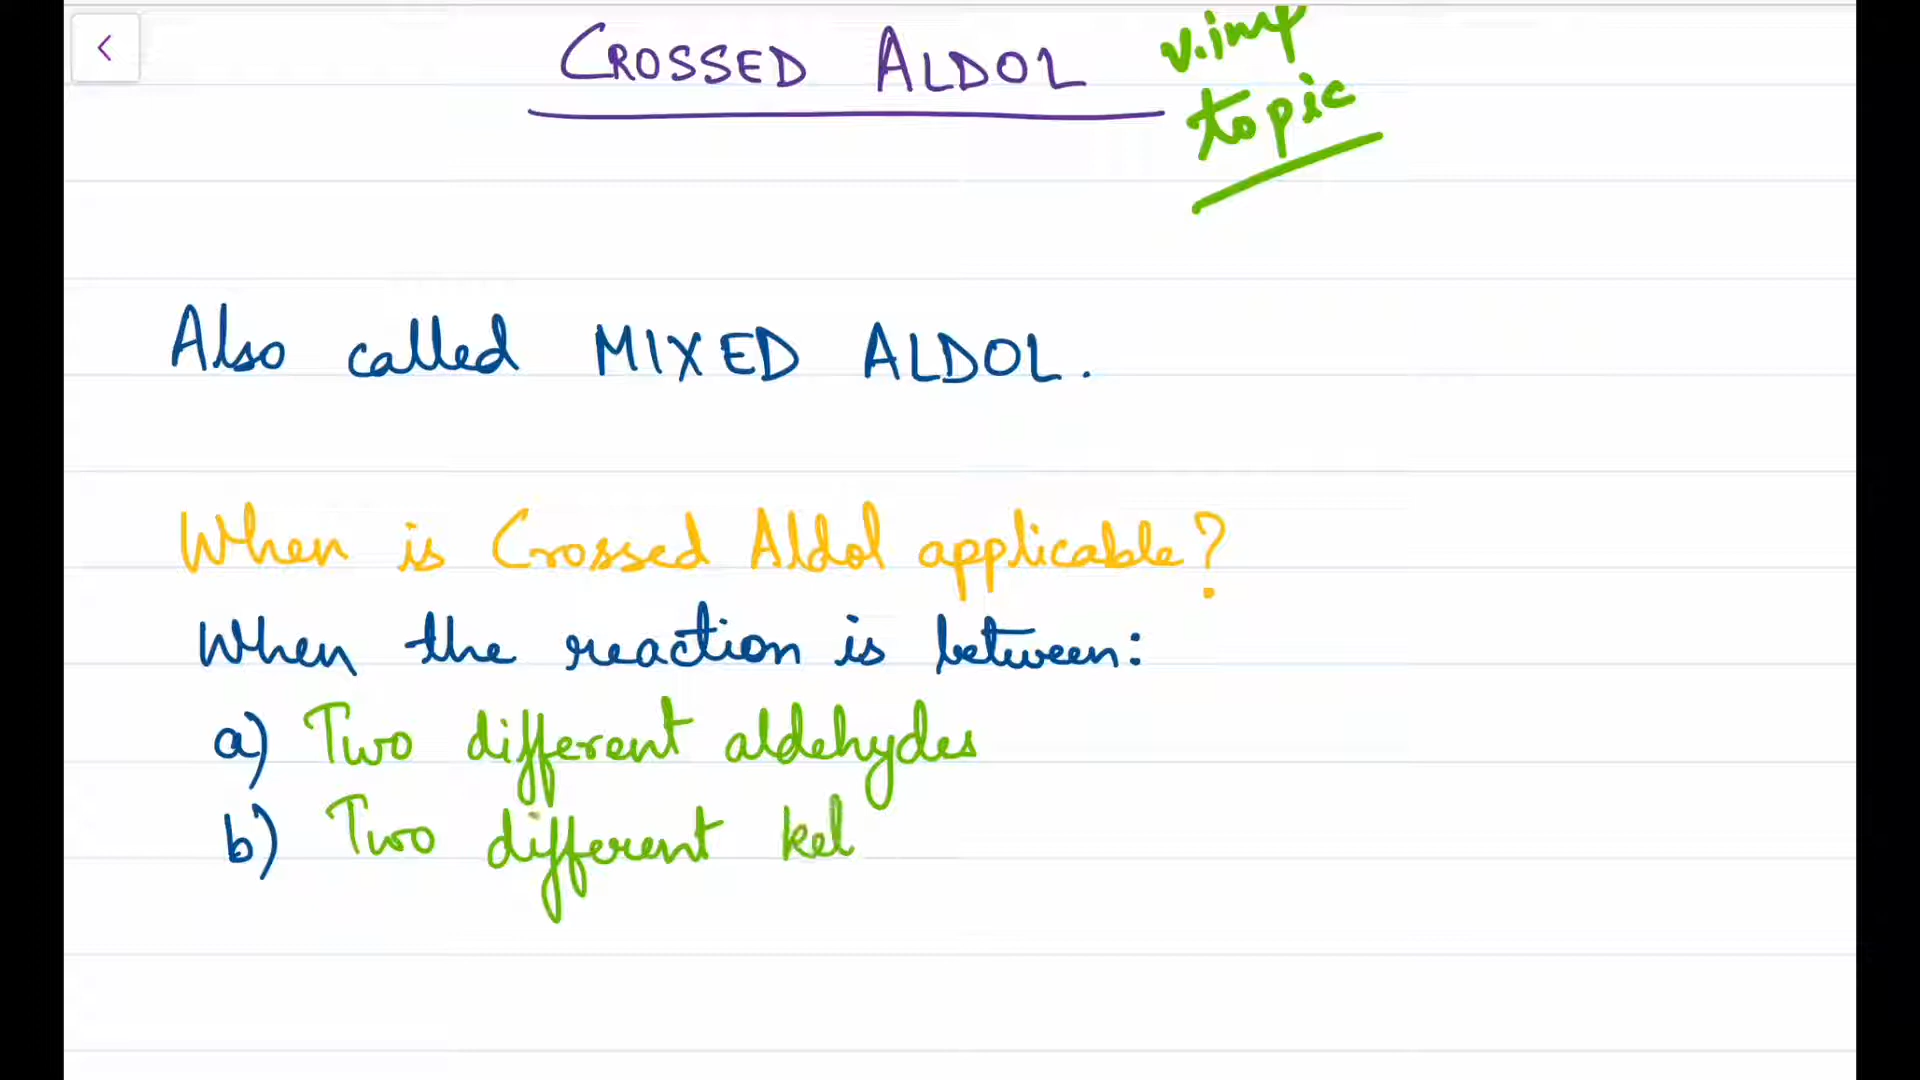 CROSSED ALDOL
v.imp
topic
Also called MIXED ALDOL.
When is Crossed Aldol applicable?
When the reaction is between:
a) Two different aldehydes
b) Two different ket